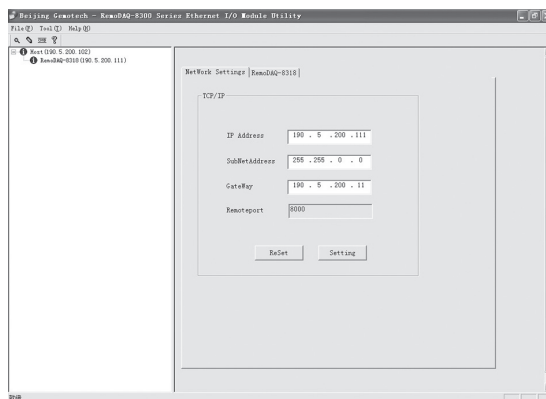 Beijing Gemotech - RemoDAQ-8300 Series Ethernet I/O Module Utility
File(F) Tool(T) Help(H)
Host(190.5.200.102)
RemoDAQ-8318(190.5.200.111)
NetWork Settings RemoDAQ-8318
TCP/IP
IP Address 190 . 5 .200 .111
SubNetAddress 255 .255 . 0 . 0
GateWay 190 . 5 .200 . 11
Remoteport 8000
ReSet Setting